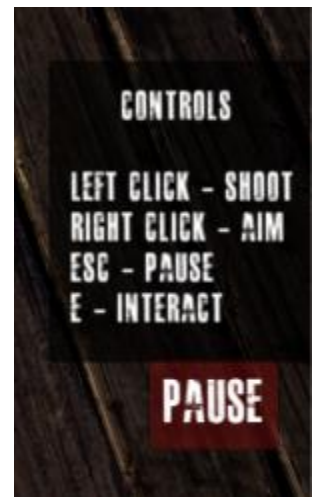 CONTROLS
LEFT CLICK - SHOOT
RIGHT CLICK - AIM
ESC - PAUSE
E - INTERACT
PAUSE